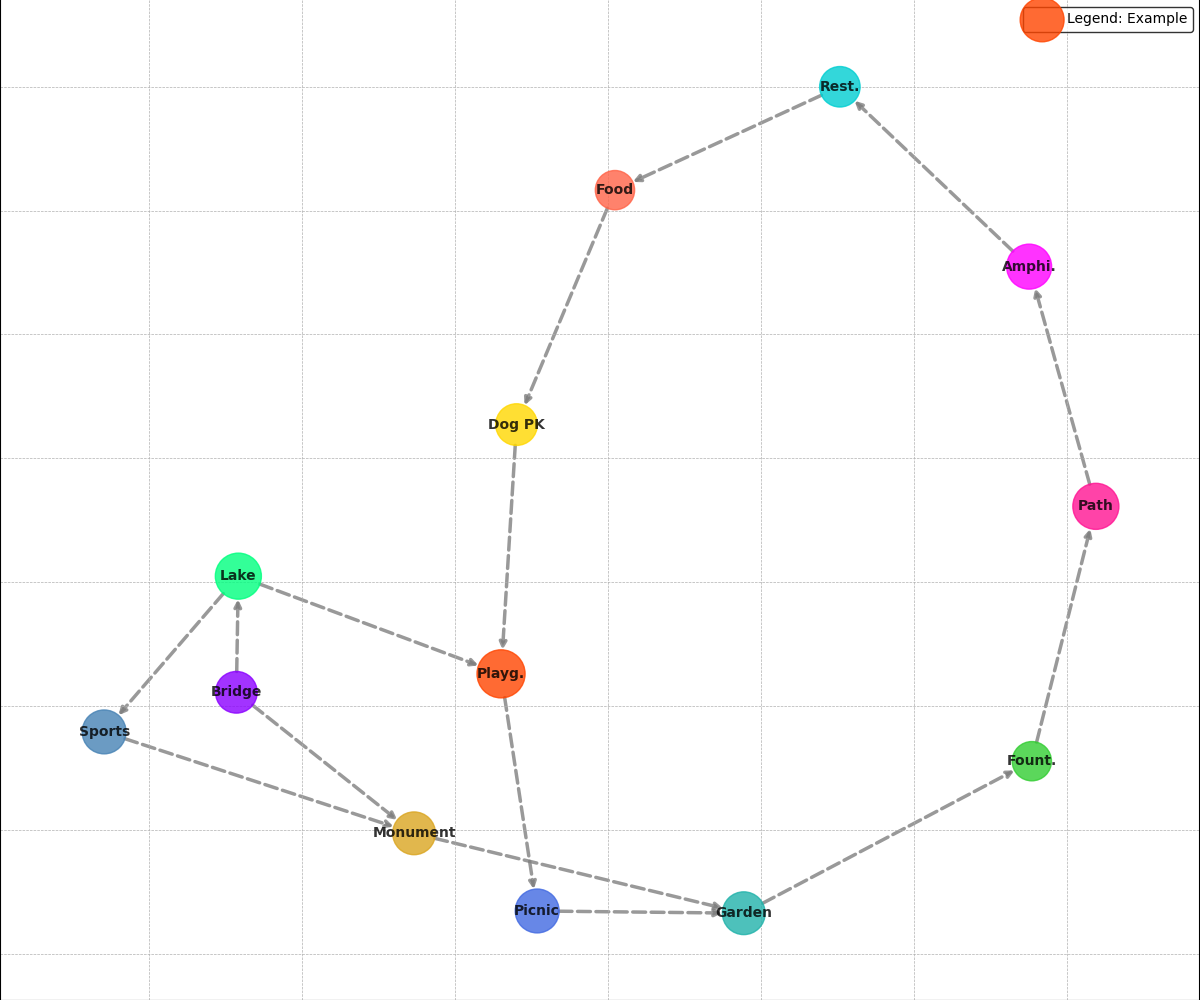 Legend: Example
Rest.
Food
Amphi.
Dog PK
Path
Lake
Playg.
Bridge
Sports
Fount.
Monument
Picnic
Garden